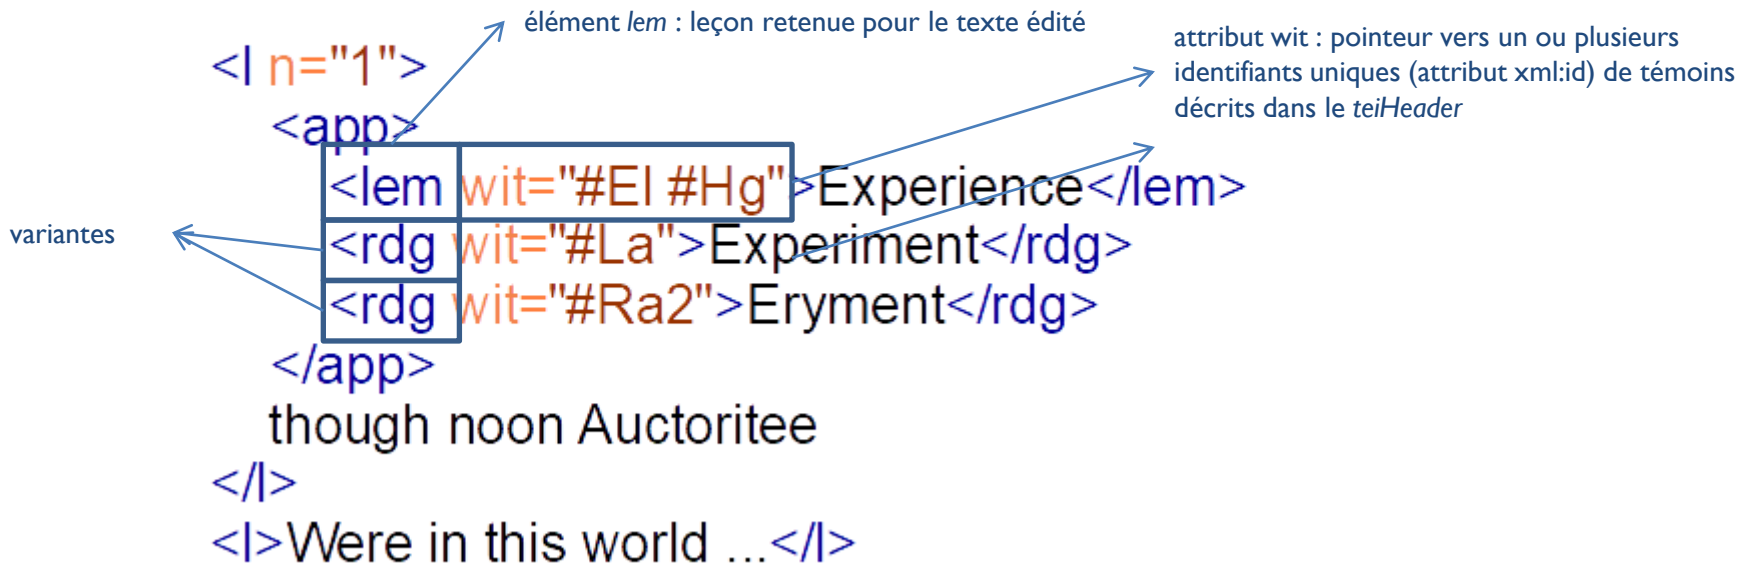 élément lem : leçon retenue pour le texte édité
attribut wit : pointeur vers un ou plusieurs
identifiants uniques (attribut xml:id) de témoins
décrits dans le teiHeader
<l n="1">
<app>
<lem wit="#El #Hg">Experience</lem>
variantes
<rdg wit="#La">Experiment</rdg>
<rdg wit="#Ra2">Eryment</rdg>
</app>
though noon Auctoritee
</l>
<l>Were in this world ...</l>